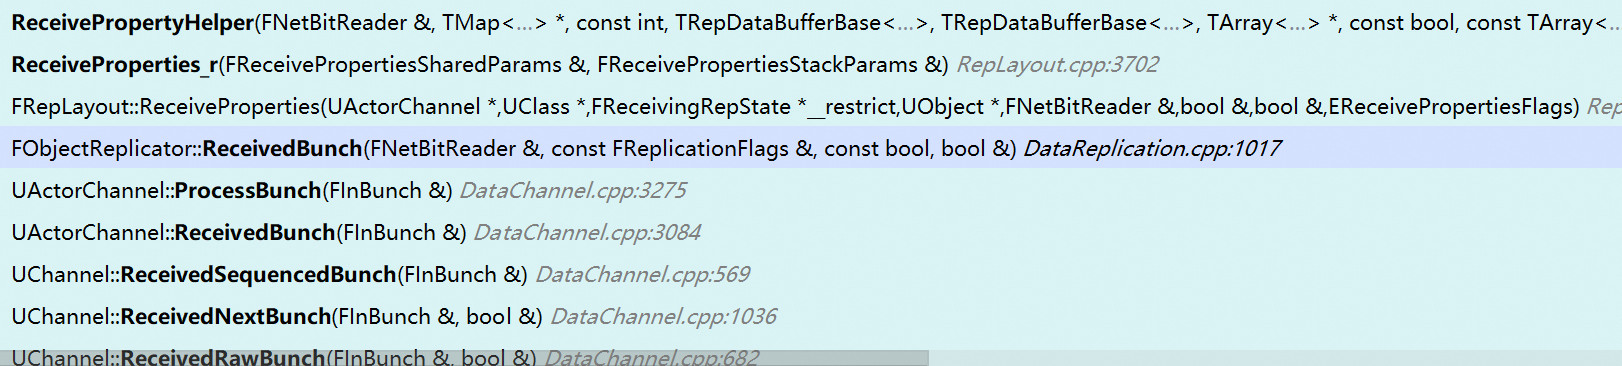 ReceivePropertyHelper(FNetBitReader &, TMap<...> *, const int, TRepDataBufferBase<...>, TRepDataBufferBase<...>, TArray<...> *, const bool, const TArray<...
ReceiveProperties_r(FReceivePropertiesSharedParams &, FReceivePropertiesStackParams &) RepLayout.cpp:3702
FRepLayout::ReceiveProperties(UActorChannel *,UClass *,FReceivingRepState *__restrict,UObject *,FNetBitReader &,bool &,bool &,EReceivePropertiesFlags) Rep
FObjectReplicator::ReceivedBunch(FNetBitReader &, const FReplicationFlags &, const bool, bool &) DataReplication.cpp:1017
UActorChannel::ProcessBunch(FInBunch &) DataChannel.cpp:3275
UActorChannel::ReceivedBunch(FInBunch &) DataChannel.cpp:3084
UChannel::ReceivedSequencedBunch(FInBunch &) DataChannel.cpp:569
UChannel::ReceivedNextBunch(FInBunch &, bool &) DataChannel.cpp:1036
UChannel::ReceivedRawBunch(FInBunch &, bool &) DataChannel.cpp:682